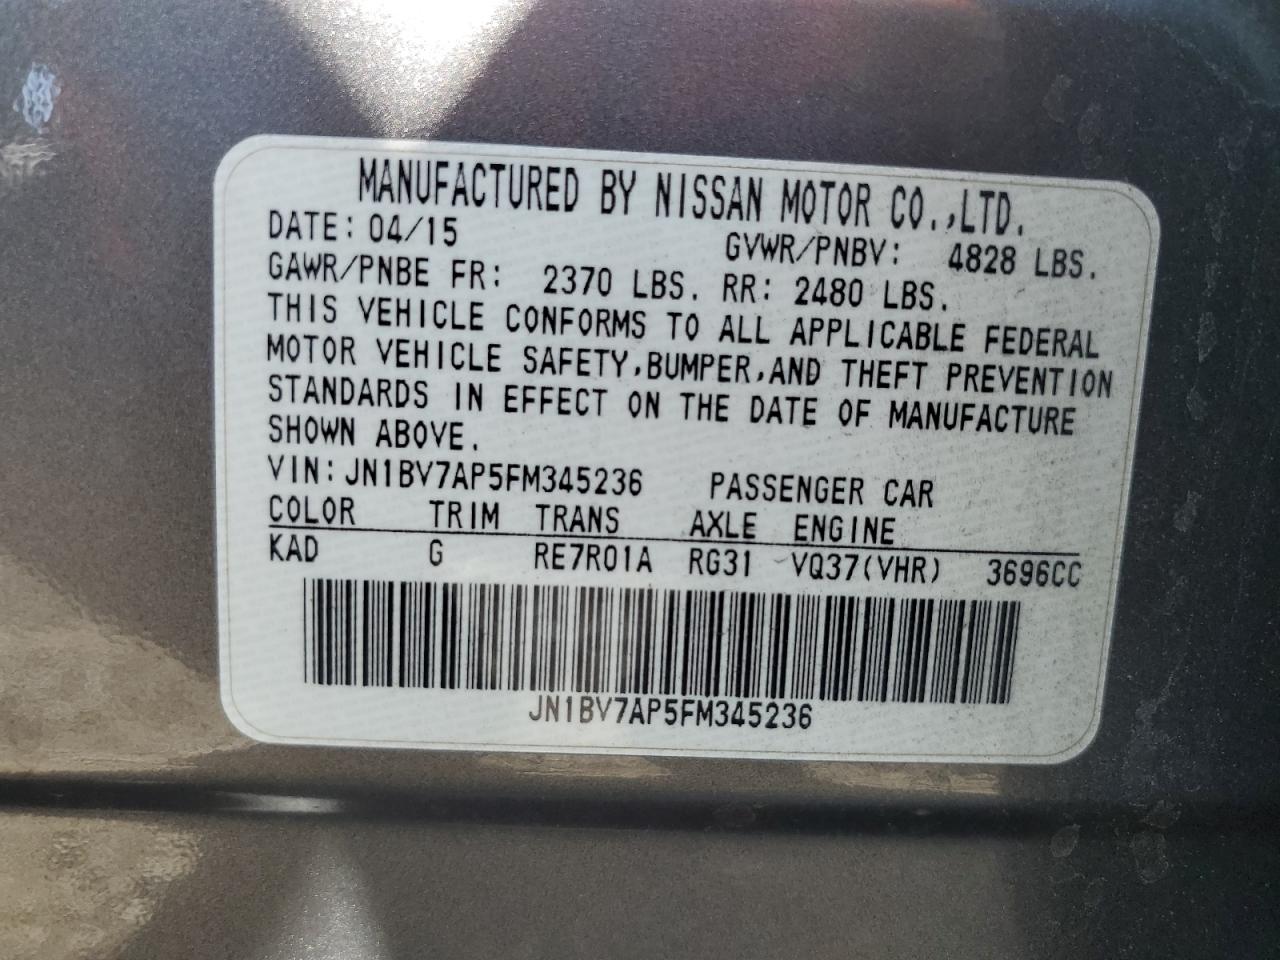 MANUFACTURED BY NISSAN MOTOR CO.,LTD.
DATE: 04/15 GVWR/PNBV: 4828 LBS.
GAWR/PNBE FR: 2370 LBS. RR: 2480 LBS.
THIS VEHICLE CONFORMS TO ALL APPLICABLE FEDERAL
MOTOR VEHICLE SAFETY,BUMPER,AND THEFT PREVENTION
STANDARDS IN EFFECT ON THE DATE OF MANUFACTURE
SHOWN ABOVE.
VIN:JN1BV7AP5FM345236 PASSENGER CAR
COLOR TRIM TRANS AXLE ENGINE
KAD G RE7R01A RG31 VQ37(VHR) 3696CC
JN1BV7AP5FM345236